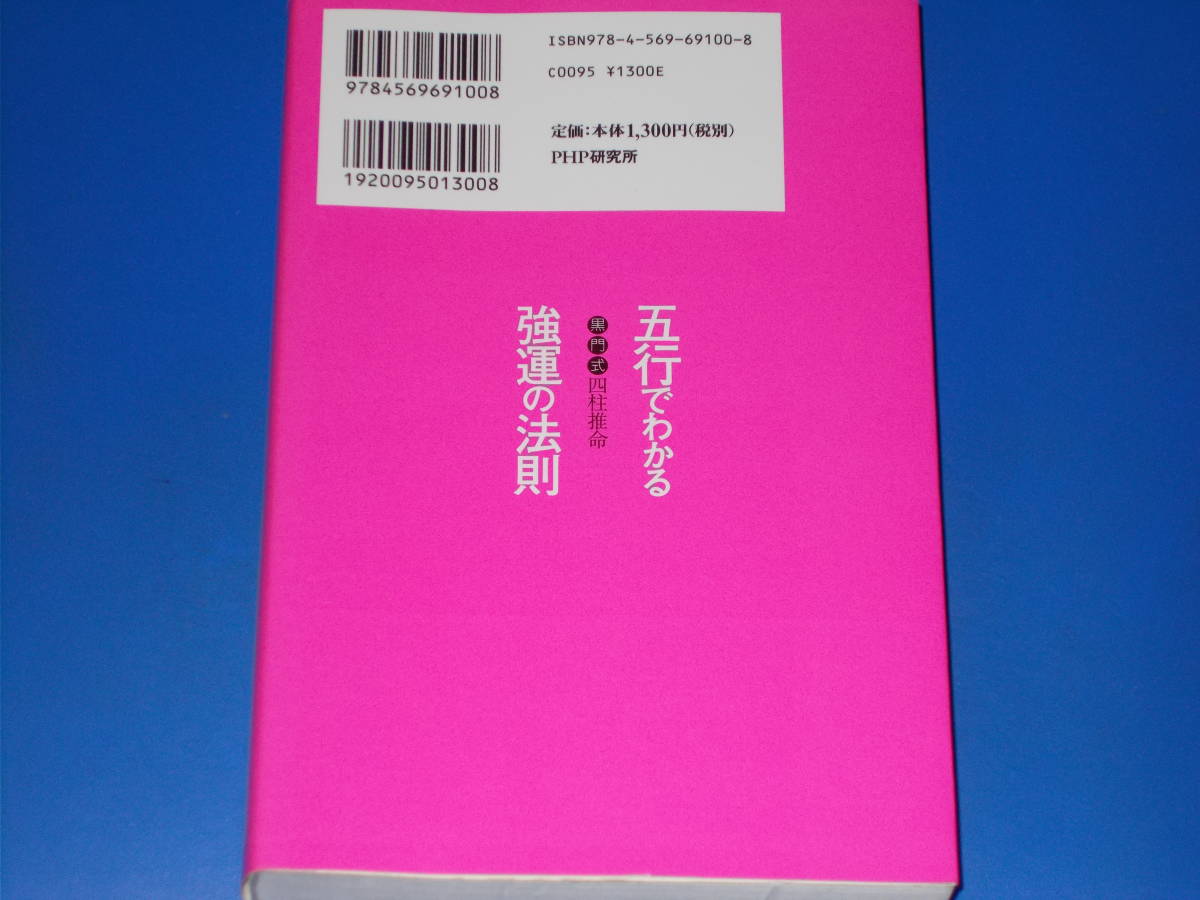 ISBN978-4-569-69100-8
C0095 ¥1300E
9784569691008
定価：本体1,300円(税別)
PHP研究所
1920095013008
五行でわかる
黒門式四柱推命
強運の法則